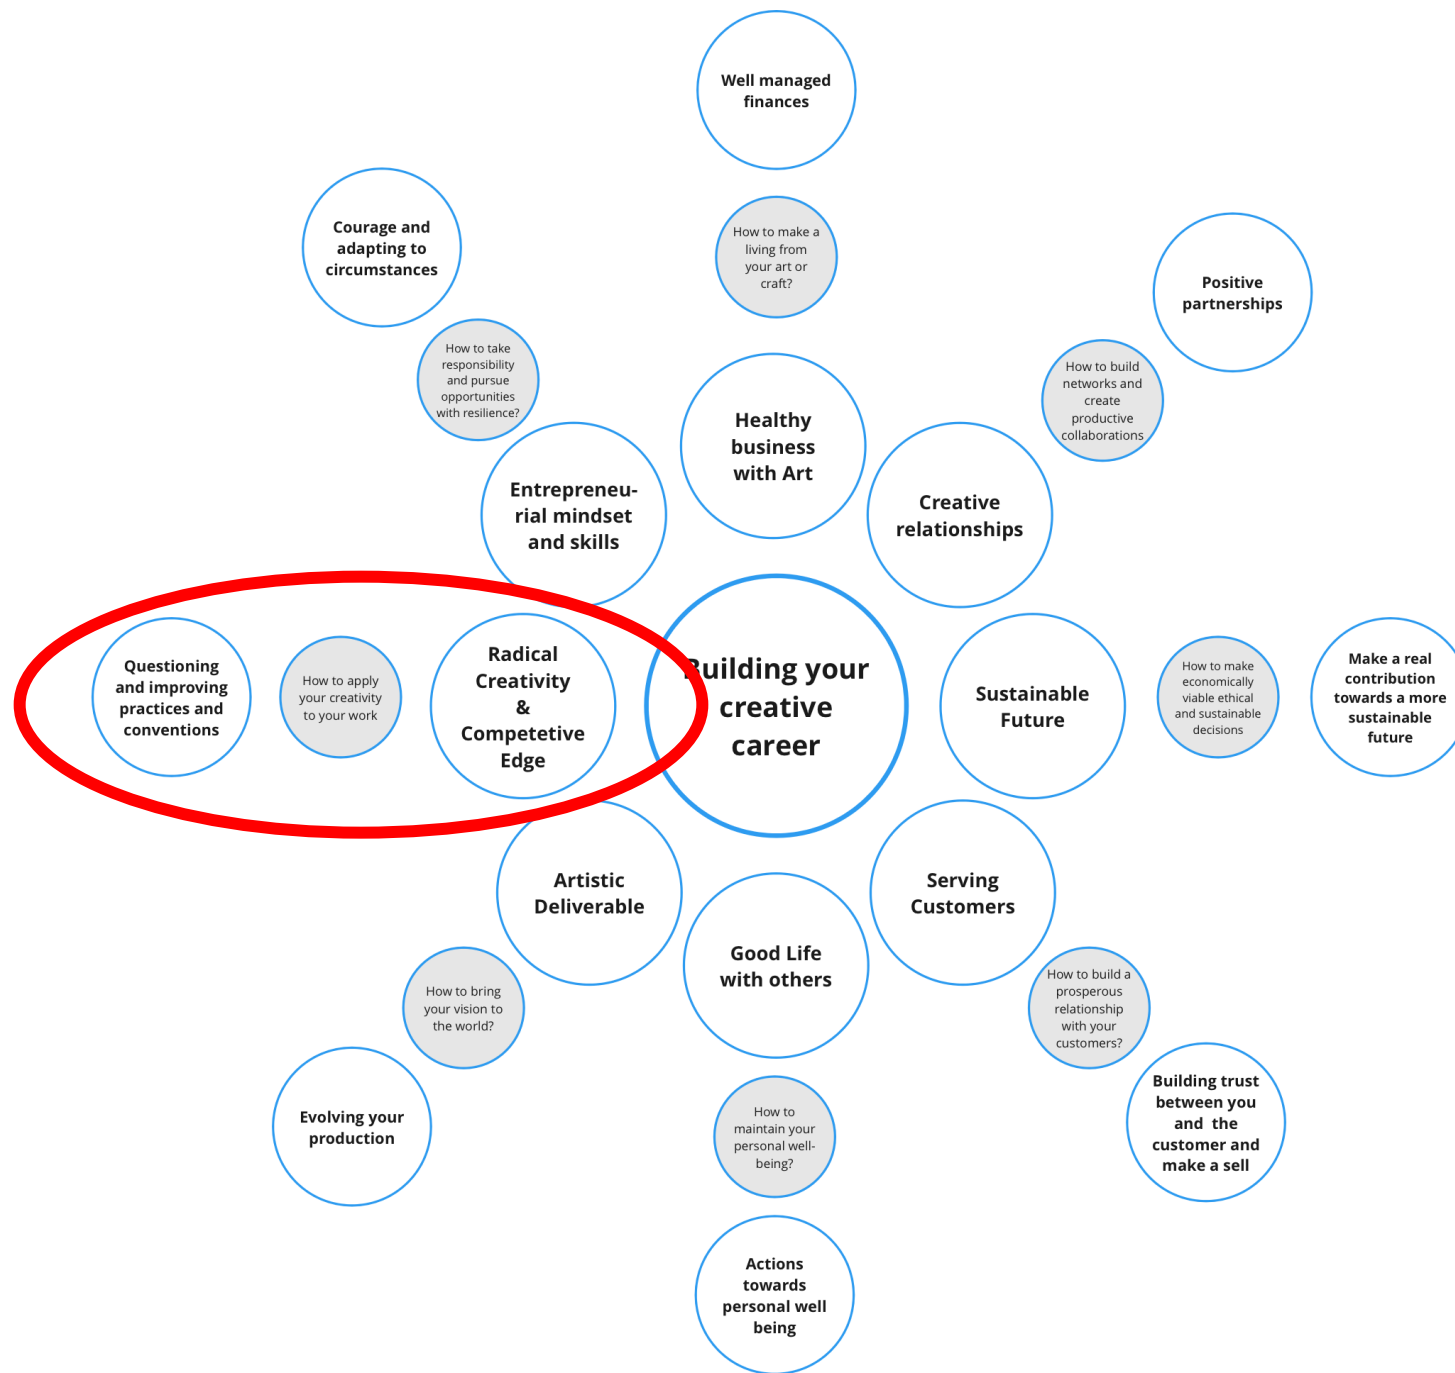 Well managed
finances
How to make a
living from
your art or
craft?
Healthy
business
with Art
Courage and
adapting to
circumstances
How to take
responsibility
and pursue
opportunities
with resilience?
Entrepreneu-
rial mindset
and skills
Positive
partnerships
How to build
networks and
create
productive
collaborations
Creative
relationships
Questioning
and improving
practices and
conventions
How to apply
your creativity
to your work
Radical
Creativity
&
Competetive
Edge
Building your
creative
career
Sustainable
Future
How to make
economically
viable ethical
and sustainable
decisions
Make a real
contribution
towards a more
sustainable
future
Artistic
Deliverable
How to bring
your vision to
the world?
Evolving your
production
Good Life
with others
How to
maintain your
personal well-
being?
Actions
towards
personal well
being
Serving
Customers
How to build a
prosperous
relationship
with your
customers?
Building trust
between you
and  the
customer and
make a sell